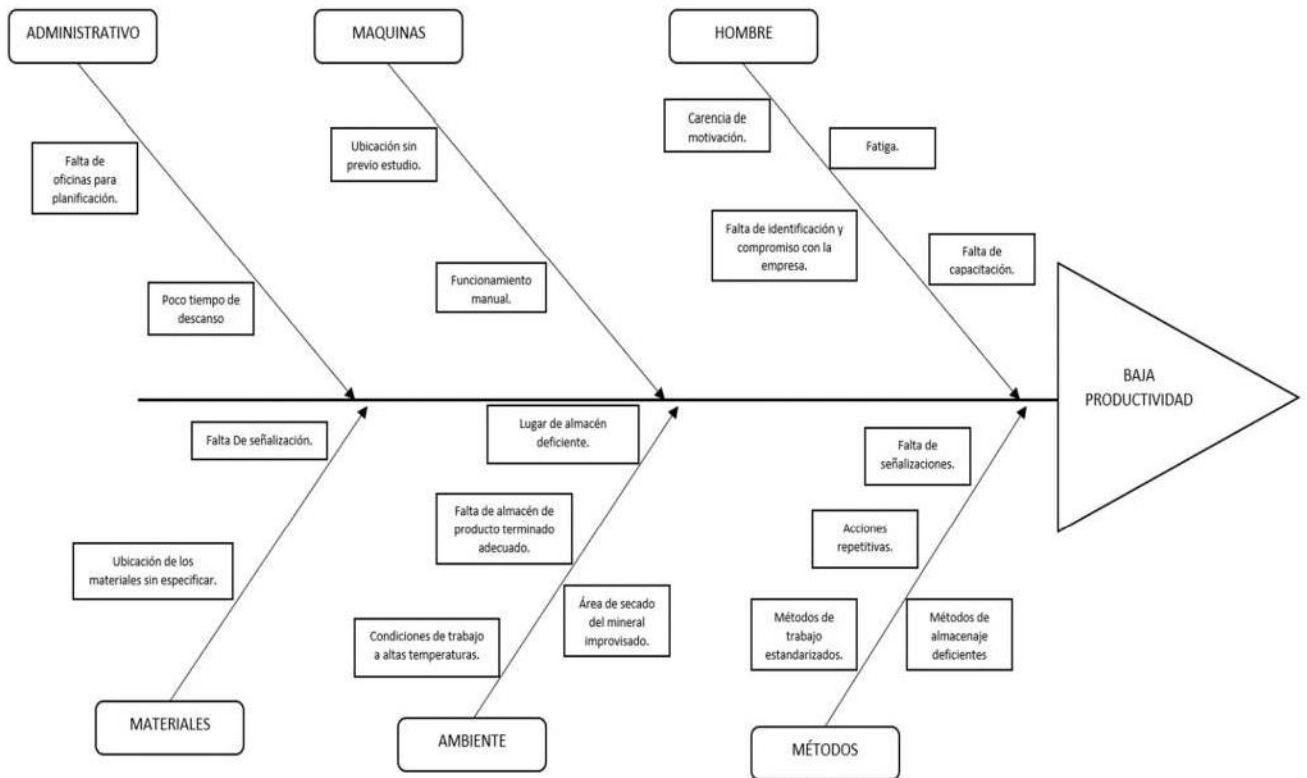 ADMINISTRATIVO
MAQUINAS
HOMBRE
Carencia de
motivación.
Fatiga.
Ubicación sin
previo estudio.
Falta de
oficinas para
planificación.
Falta de identificación y
compromiso con la
empresa.
Falta de
capacitación.
Funcionamiento
manual.
Poco tiempo de
descanso
BAJA
PRODUCTIVIDAD
Falta De señalización.
Lugar de almacén
deficiente.
Falta de
señalizaciones.
Falta de almacén de
producto terminado
adecuado.
Acciones
repetitivas.
Ubicación de los
materiales sin especificar.
Área de secado
del mineral
improvisado.
Condiciones de trabajo
a altas temperaturas.
Métodos de
trabajo
estandarizados.
Métodos de
almacenaje
deficientes
MATERIALES
AMBIENTE
MÉTODOS